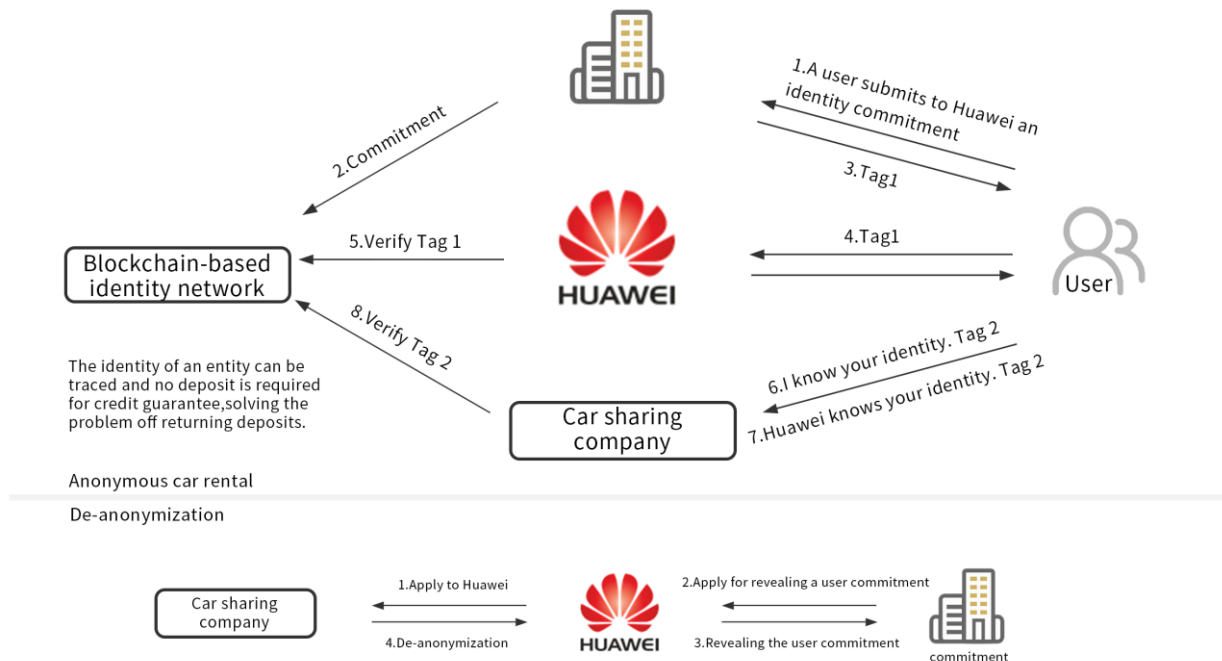 1.A user submits to Huawei an
identity commitment
2.Commitment
3.Tag1
5.Verify Tag 1
4.Tag1
Blockchain-based
identity network
HUAWEI
User
8.Verify Tag 2
6.I know your identity. Tag 2
7.Huawei knows your identity. Tag 2
The identity of an entity can be
traced and no deposit is required
for credit guarantee,solving the
problem off returning deposits.
Car sharing
company
Anonymous car rental
De-anonymization
Car sharing
company
1.Apply to Huawei
4.De-anonymization
HUAWEI
2.Apply for revealing a user commitment
3.Revealing the user commitment
commitment